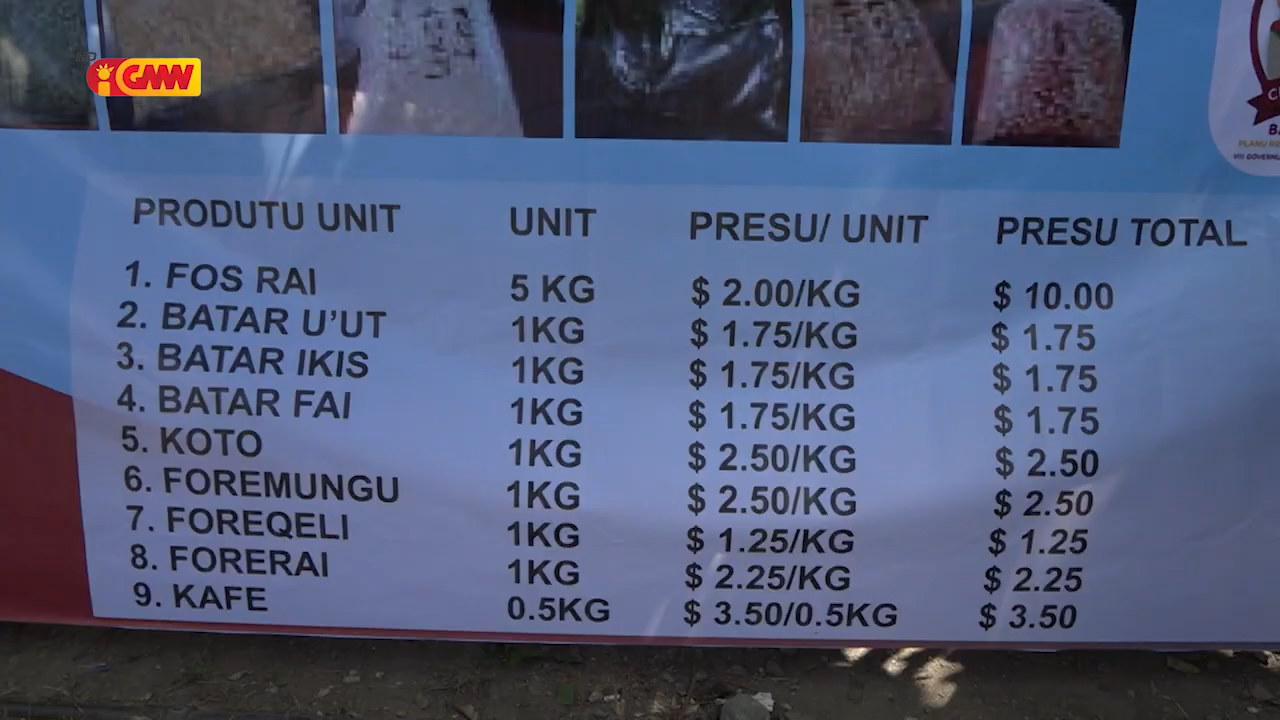 GMW
PRODUTU UNIT UNIT PRESU/ UNIT PRESU TOTAL
1. FOS RAI 5 KG $ 2.00/KG $ 10.00
2. BATAR U'UT 1KG $ 1.75/KG $ 1.75
3. BATAR IKIS 1KG $ 1.75/KG $ 1.75
4. BATAR FAI 1KG $ 1.75/KG $ 1.75
5. KOTO 1KG $ 2.50/KG $ 2.50
6. FOREMUNGU 1KG $ 2.50/KG $ 2.50
7. FOREQELI 1KG $ 1.25/KG $ 1.25
8. FORERAI 1KG $ 2.25/KG $ 2.25
9. KAFE 0.5KG $ 3.50/0.5KG $ 3.50